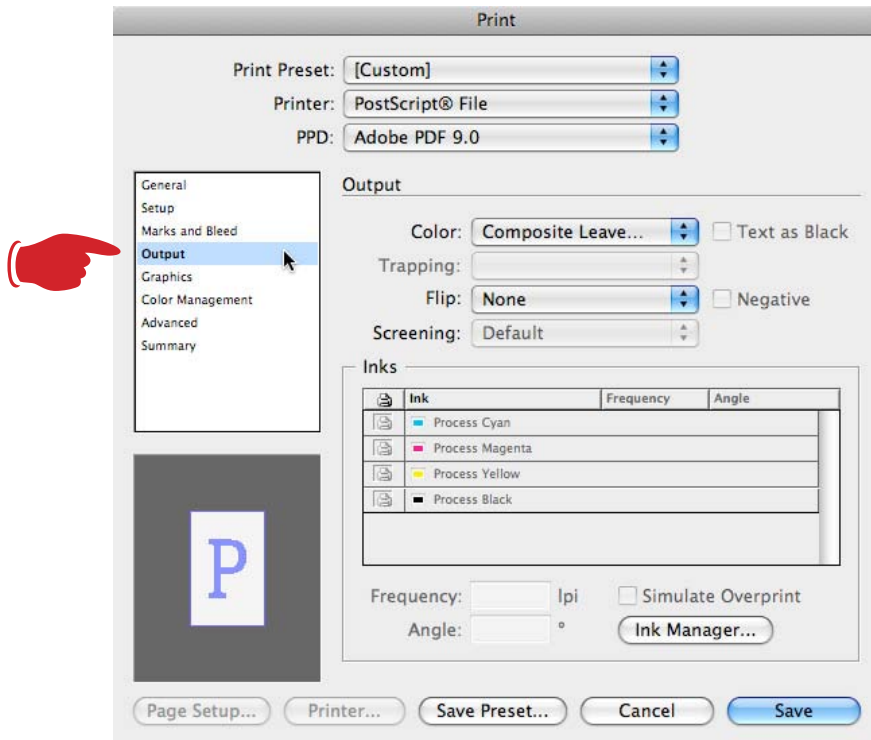 Print
Print Preset: [Custom]
Printer: PostScript® File
PPD: Adobe PDF 9.0
General
Setup
Marks and Bleed
Output
Graphics
Color Management
Advanced
Summary
P
Output
Color: Composite Leave... Text as Black
Trapping:
Flip: None Negative
Screening: Default
Inks
Ink Frequency Angle
Process Cyan
Process Magenta
Process Yellow
Process Black
Frequency: lpi Simulate Overprint
Angle: ° Ink Manager...
Page Setup... Printer... Save Preset... Cancel Save